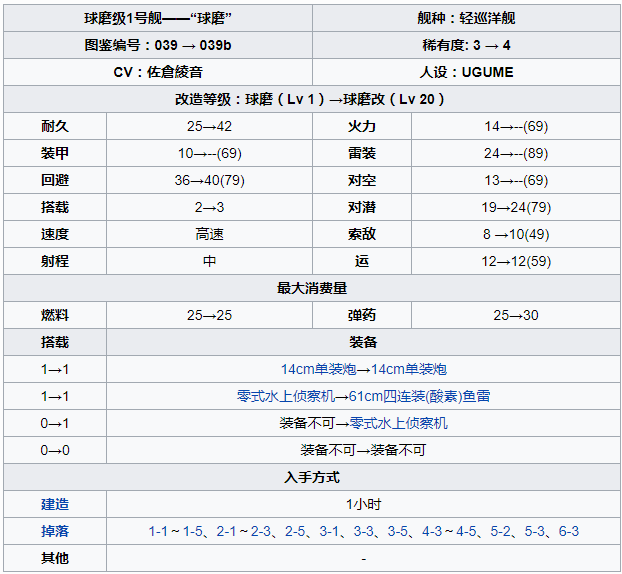 球磨级1号舰——“球磨” 舰种：轻巡洋舰
图鉴编号：039 → 039b 稀有度: 3 → 4
CV：佐倉綾音 人设：UGUME
改造等级：球磨（Lv 1）→球磨改（Lv 20）
耐久 25→42 火力 14→--(69)
装甲 10→--(69) 雷装 24→--(89)
回避 36→40(79) 对空 13→--(69)
搭载 2→3 对潜 19→24(79)
速度 高速 索敌 8 →10(49)
射程 中 运 12→12(59)
最大消费量
燃料 25→25 弹药 25→30
搭载 装备
1→1 14cm单装炮→14cm单装炮
1→1 零式水上侦察机→61cm四连装(酸素)鱼雷
0→1 装备不可→零式水上侦察机
0→0 装备不可→装备不可
入手方式
建造 1小时
掉落 1-1～1-5、2-1～2-3、2-5、3-1、3-3、3-5、4-3～4-5、5-2、5-3、6-3
其他 -